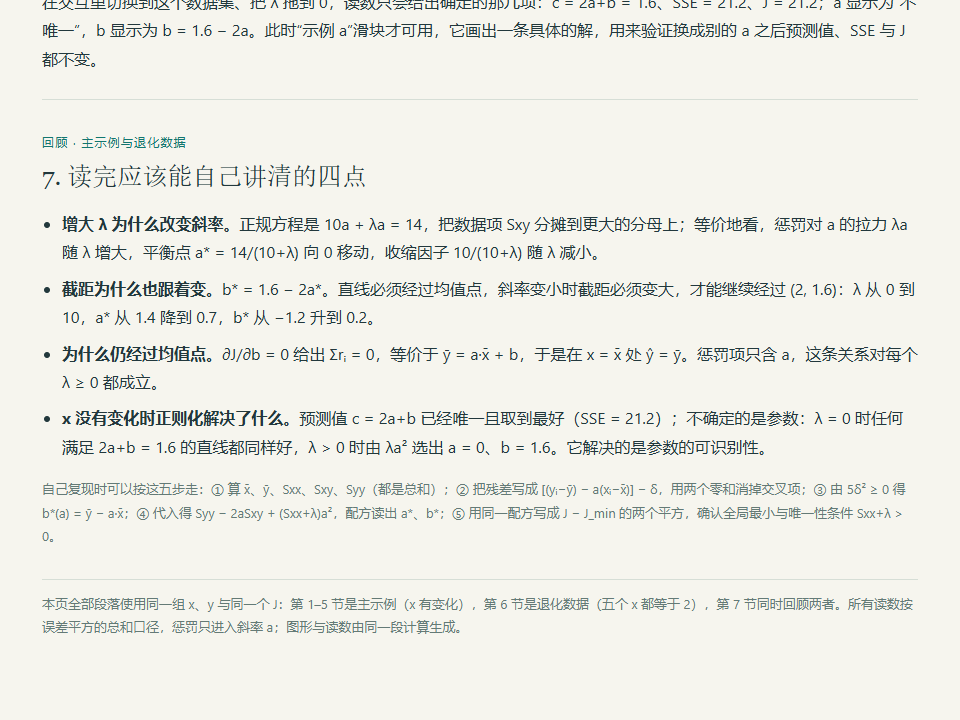 在交互里切换到这个数据集、把 λ 拖到 0，读数只会给出确定的那几项：c = 2a+b = 1.6、SSE = 21.2、J = 21.2；a 显示为“不
唯一”，b 显示为 b = 1.6 − 2a。此时“示例 a”滑块才可用，它画出一条具体的解，用来验证换成别的 a 之后预测值、SSE 与 J
都不变。
回顾 · 主示例与退化数据
7. 读完应该能自己讲清的四点
• 增大 λ 为什么改变斜率。正规方程是 10a + λa = 14，把数据项 Sxy 分摊到更大的分母上；等价地看，惩罚对 a 的拉力 λa
随 λ 增大，平衡点 a* = 14/(10+λ) 向 0 移动，收缩因子 10/(10+λ) 随 λ 减小。
• 截距为什么也跟着变。b* = 1.6 − 2a*。直线必须经过均值点，斜率变小时截距必须变大，才能继续经过 (2, 1.6)：λ 从 0 到
10，a* 从 1.4 降到 0.7，b* 从 −1.2 升到 0.2。
• 为什么仍经过均值点。∂J/∂b = 0 给出 Σrᵢ = 0，等价于 ȳ = a·x̄ + b，于是在 x = x̄ 处 ŷ = ȳ。惩罚项只含 a，这条关系对每个
λ ≥ 0 都成立。
• x 没有变化时正则化解决了什么。预测值 c = 2a+b 已经唯一且取到最好（SSE = 21.2）；不确定的是参数：λ = 0 时任何
满足 2a+b = 1.6 的直线都同样好，λ > 0 时由 λa² 选出 a = 0、b = 1.6。它解决的是参数的可识别性。
自己复现时可以按这五步走：① 算 x̄、ȳ、Sxx、Sxy、Syy（都是总和）；② 把残差写成 [(yᵢ−ȳ) − a(xᵢ−x̄)] − δ，用两个零和消掉交叉项；③ 由 5δ² ≥ 0 得
b*(a) = ȳ − a·x̄；④ 代入得 Syy − 2aSxy + (Sxx+λ)a²，配方读出 a*、b*；⑤ 用同一配方写成 J − J_min 的两个平方，确认全局最小与唯一性条件 Sxx+λ >
0。
本页全部段落使用同一组 x、y 与同一个 J：第 1–5 节是主示例（x 有变化），第 6 节是退化数据（五个 x 都等于 2），第 7 节同时回顾两者。所有读数按
误差平方的总和口径，惩罚只进入斜率 a；图形与读数由同一段计算生成。